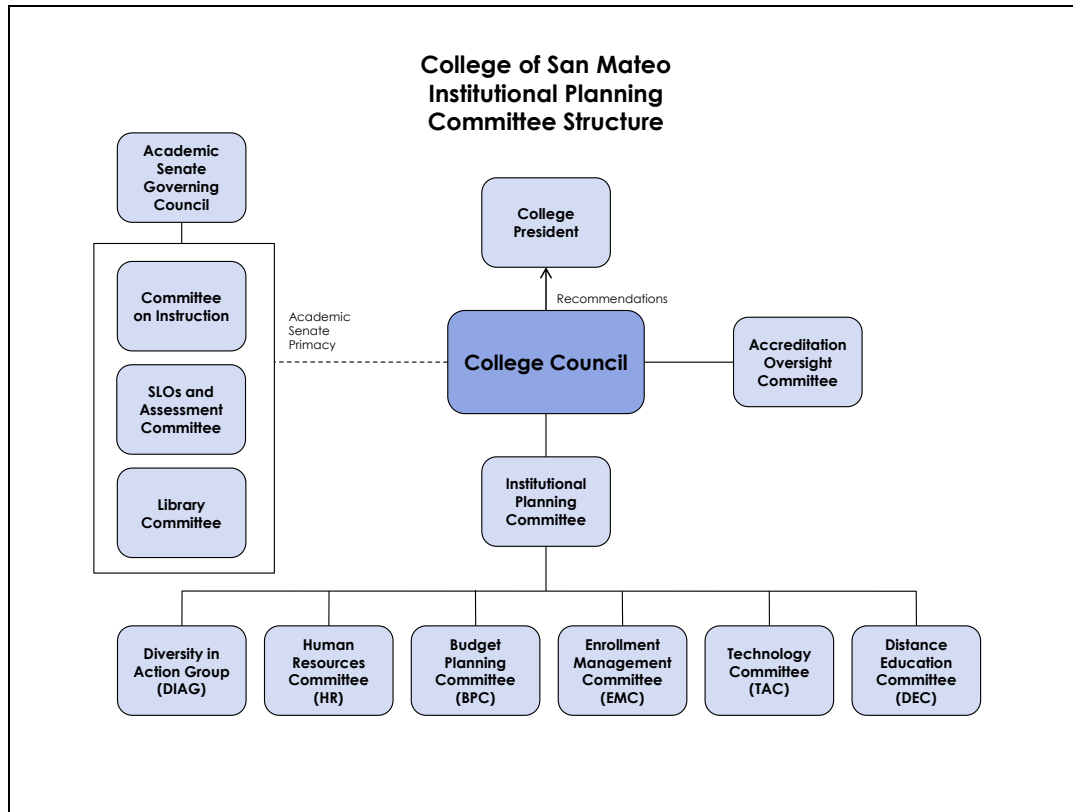 College of San Mateo
Institutional Planning
Committee Structure
Academic
Senate
Governing
Council
College
President
Committee
on Instruction
Academic
Senate
Primacy
Recommendations
College Council
Accreditation
Oversight
Committee
SLOs and
Assessment
Committee
Library
Committee
Institutional
Planning
Committee
Diversity in
Action Group
(DIAG)
Human
Resources
Committee
(HR)
Budget
Planning
Committee
(BPC)
Enrollment
Management
Committee
(EMC)
Technology
Committee
(TAC)
Distance
Education
Committee
(DEC)